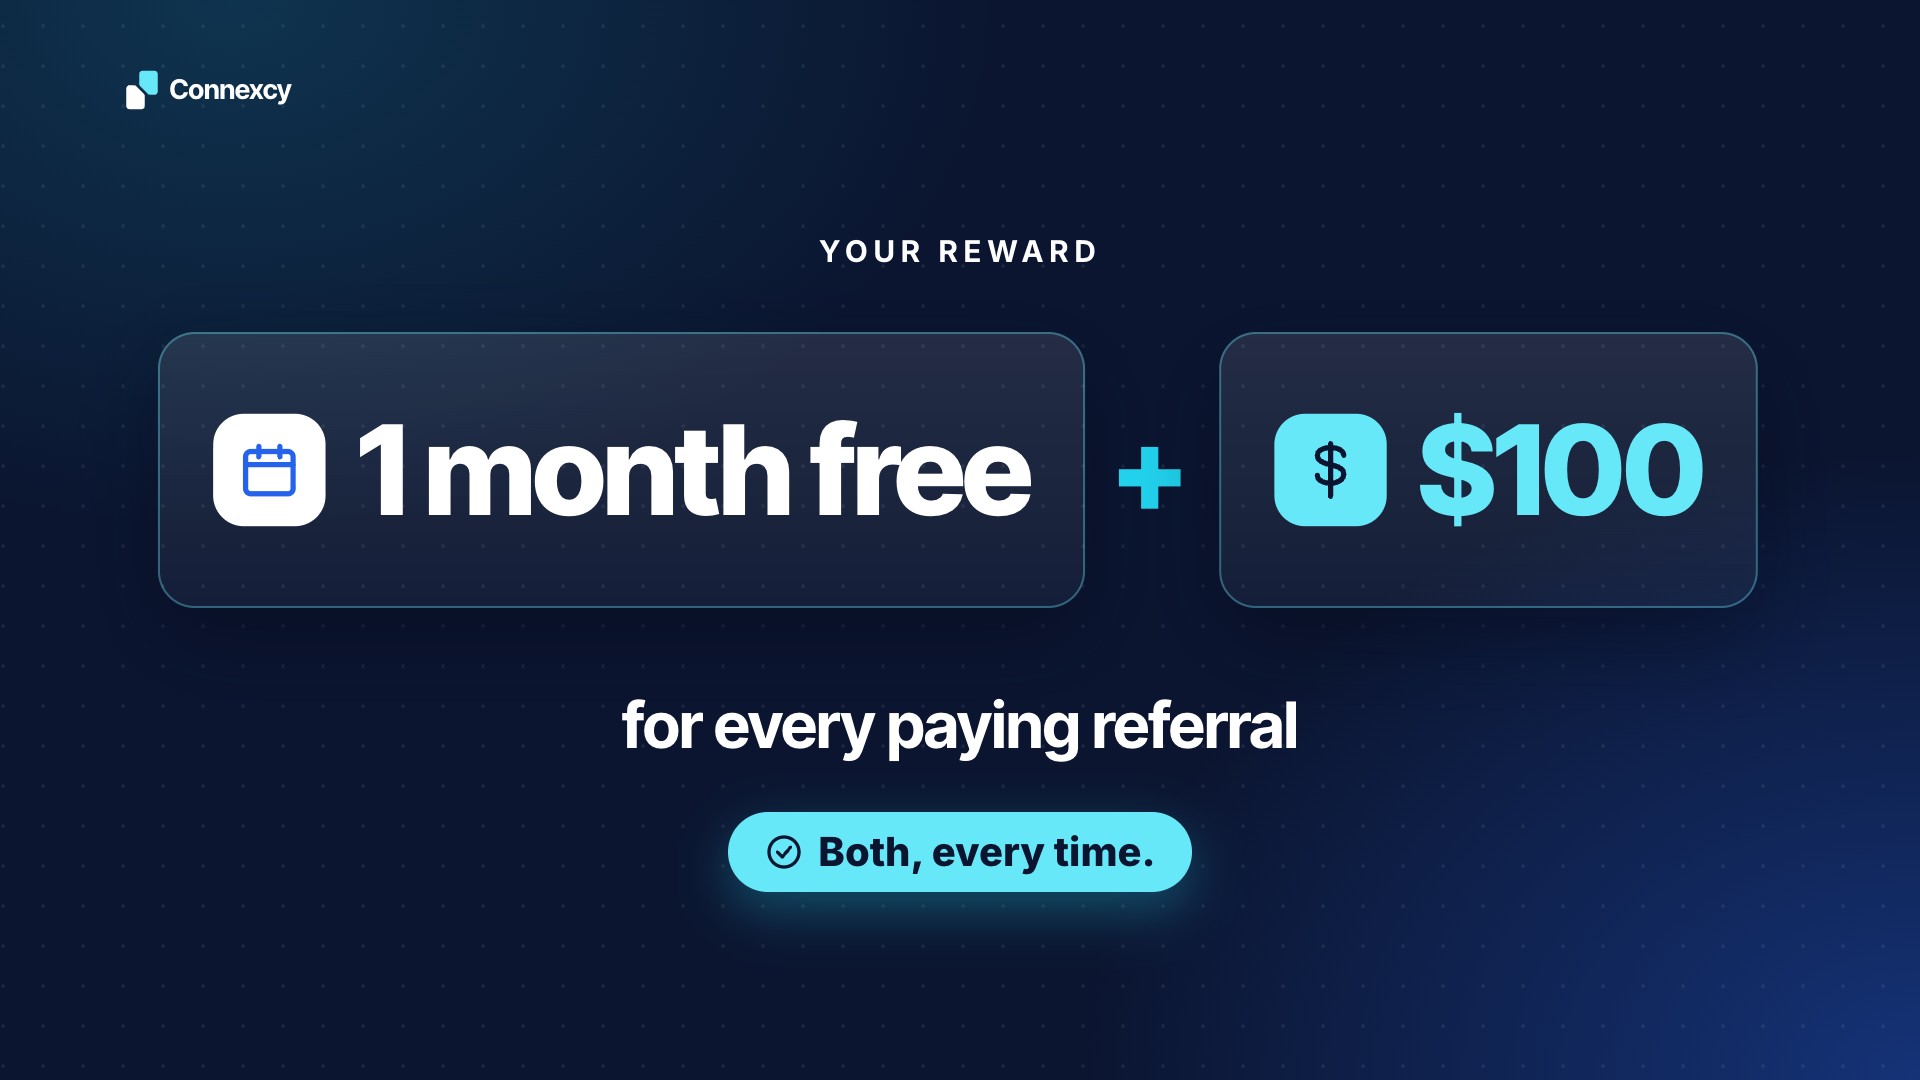 Connexcy
YOUR REWARD
1 month free + $ $100
for every paying referral
Both, every time.